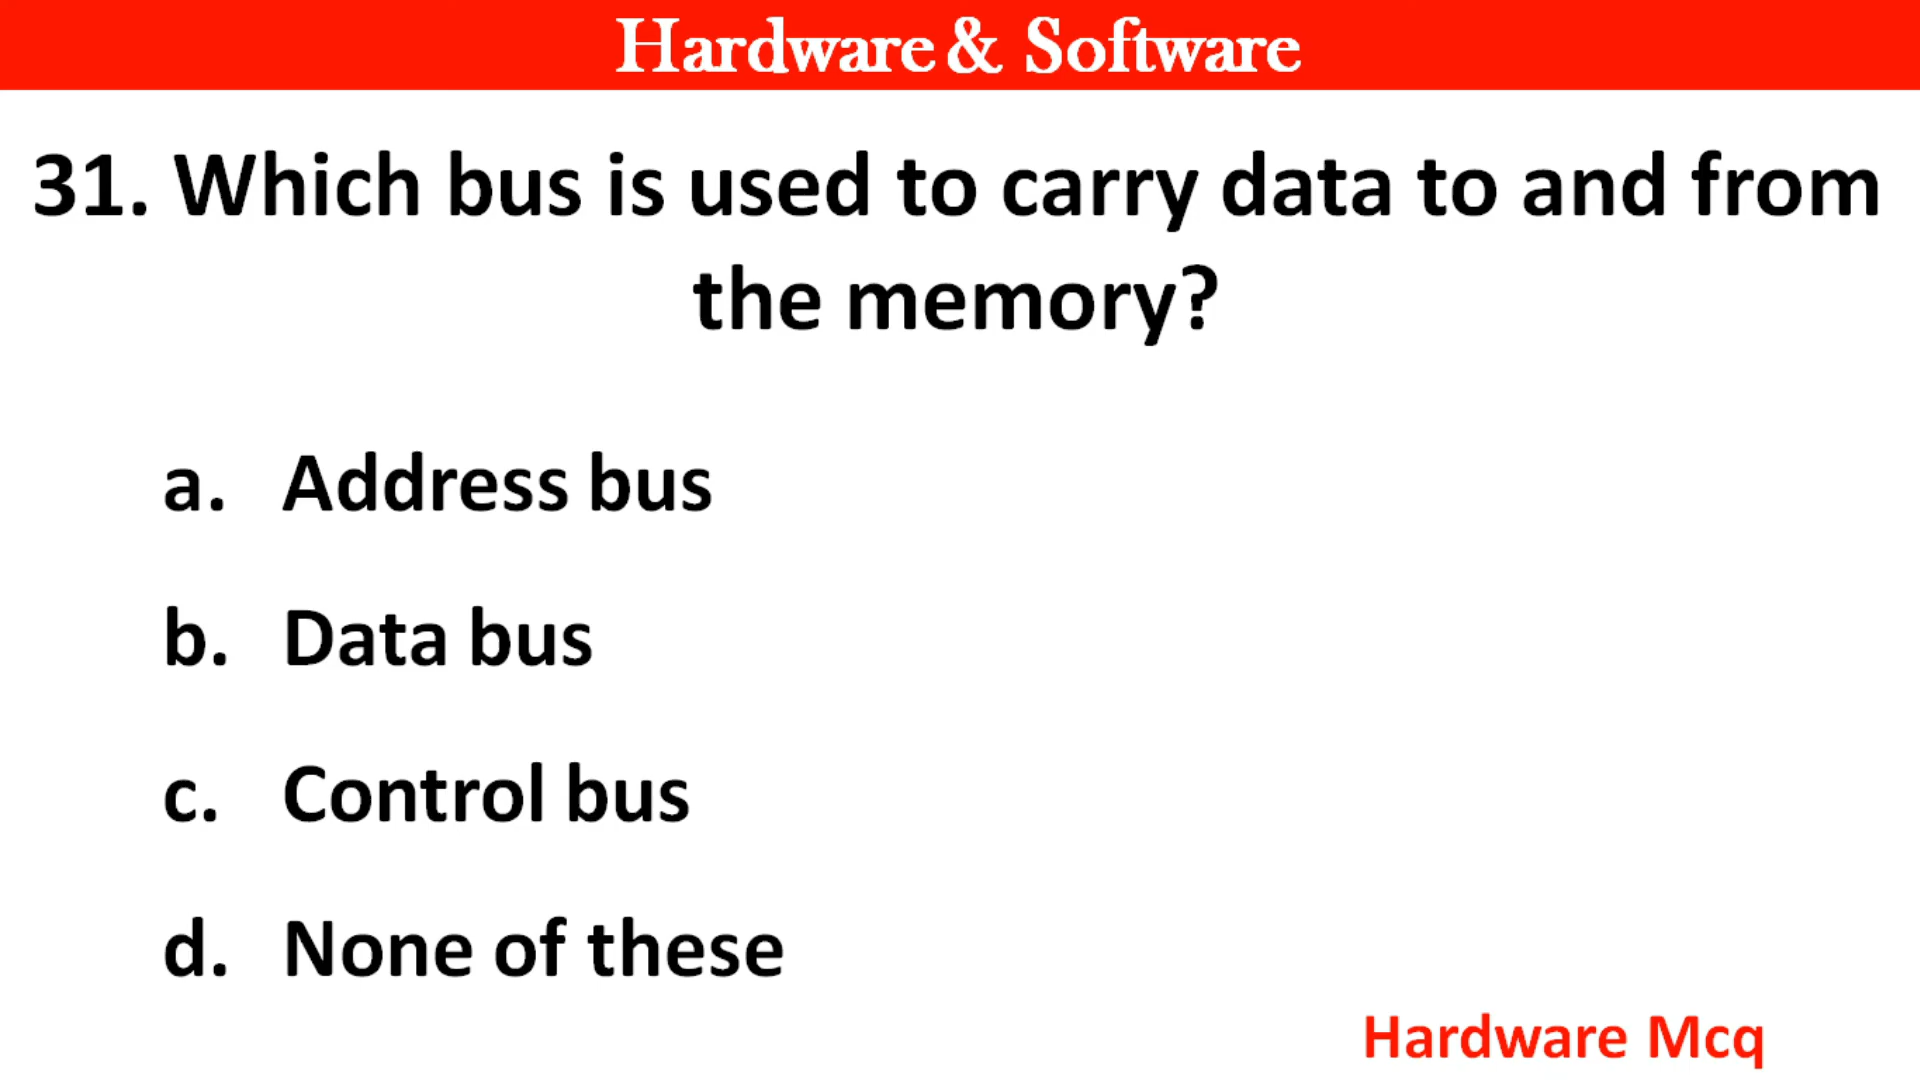 Hardware & Software
31. Which bus is used to carry data to and from
the memory?
a. Address bus
b. Data bus
c. Control bus
d. None of these
Hardware Mcq